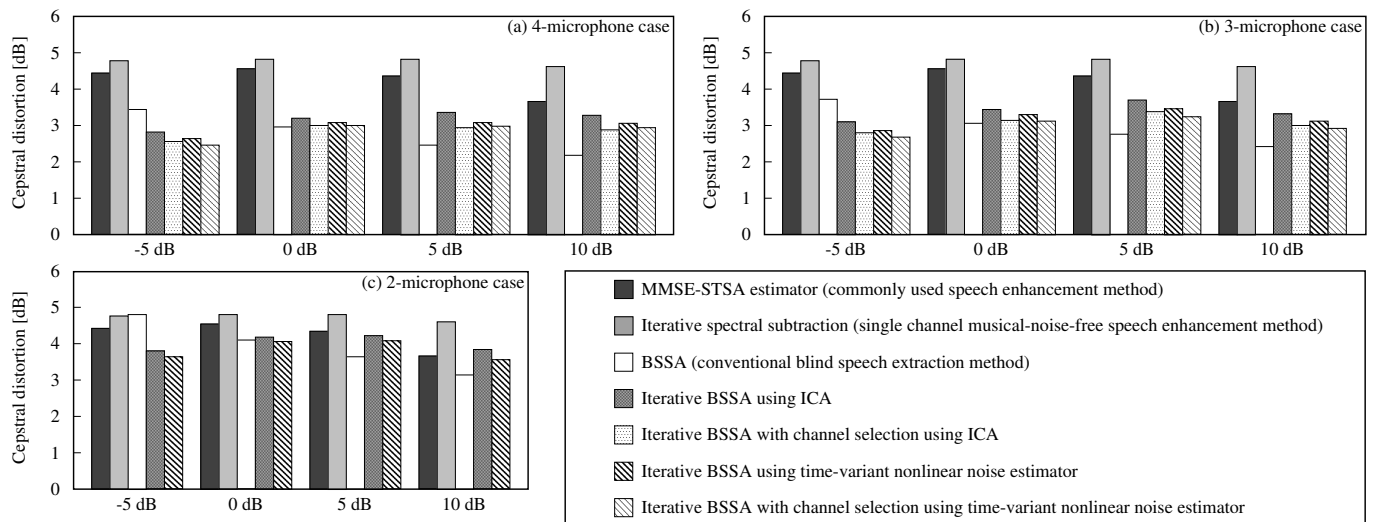 (a) 4-microphone case
Cepstral distortion [dB]
6
5
4
3
2
1
0
-5 dB 0 dB 5 dB 10 dB
(b) 3-microphone case
Cepstral distortion [dB]
6
5
4
3
2
1
0
-5 dB 0 dB 5 dB 10 dB
(c) 2-microphone case
Cepstral distortion [dB]
6
5
4
3
2
1
0
-5 dB 0 dB 5 dB 10 dB
MMSE-STSA estimator (commonly used speech enhancement method)
Iterative spectral subtraction (single channel musical-noise-free speech enhancement method)
BSSA (conventional blind speech extraction method)
Iterative BSSA using ICA
Iterative BSSA with channel selection using ICA
Iterative BSSA using time-variant nonlinear noise estimator
Iterative BSSA with channel selection using time-variant nonlinear noise estimator